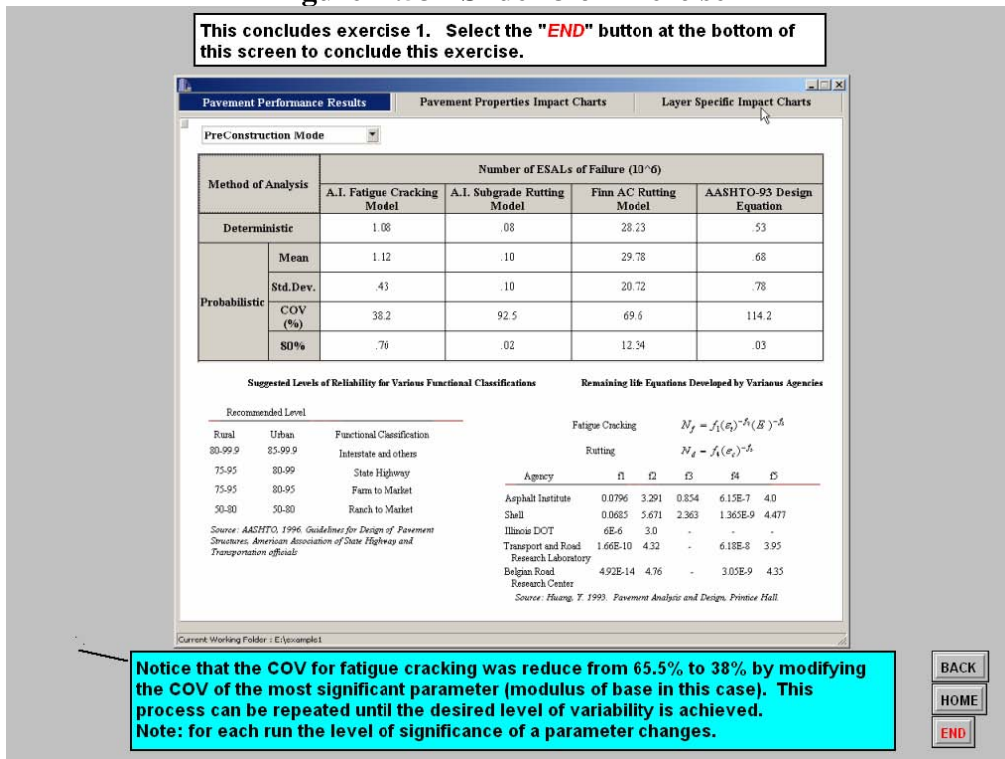 This concludes exercise 1. Select the "END" button at the bottom of
this screen to conclude this exercise.
Pavement Performance Results Pavement Properties Impact Charts Layer Specific Impact Charts
PreConstruction Mode
Method of Analysis
Number of ESALs of Failure (10^6)
A.I. Fatigue Cracking Model A.I. Subgrade Rutting Model Finn AC Rutting Model AASHTO-93 Design Equation
Deterministic 1.08 .08 28.23 .53
Probabilistic
Mean 1.12 .10 29.78 .68
Std.Dev. .43 .10 20.72 .78
COV (%) 38.2 92.5 69.6 114.2
80% .76 .02 12.34 .03
Suggested Levels of Reliability for Various Functional Classifications
Recommended Level
Rural Urban Functional Classification
80-99.9 85-99.9 Interstate and others
75-95 80-99 State Highway
75-95 80-95 Farm to Market
50-80 50-80 Ranch to Market
Source: AASHTO, 1996. Guidelines for Design of Pavement
Structures, American Association of State Highway and
Transportation officials
Remaining life Equations Developed by Variaous Agencies
Fatigue Cracking
Rutting
Agency f1 f2 f3 f4 f5
Asphalt Institute 0.0796 3.291 0.854 6.15E-7 4.0
Shell 0.0685 5.671 2.363 1.365E-9 4.477
Illinois DOT 6E-6 3.0 - - -
Transport and Road 1.66E-10 4.32 - 6.18E-8 3.95
Research Laboratory
Belgian Road 4.92E-14 4.76 - 3.05E-9 4.35
Research Center
Source: Huang, Y. 1993. Pavement Analysis and Design, Printice Hall.
Current Working Folder : E:\example1
Notice that the COV for fatigue cracking was reduce from 65.5% to 38% by modifying
the COV of the most significant parameter (modulus of base in this case). This
process can be repeated until the desired level of variability is achieved.
Note: for each run the level of significance of a parameter changes.
BACK
HOME
END